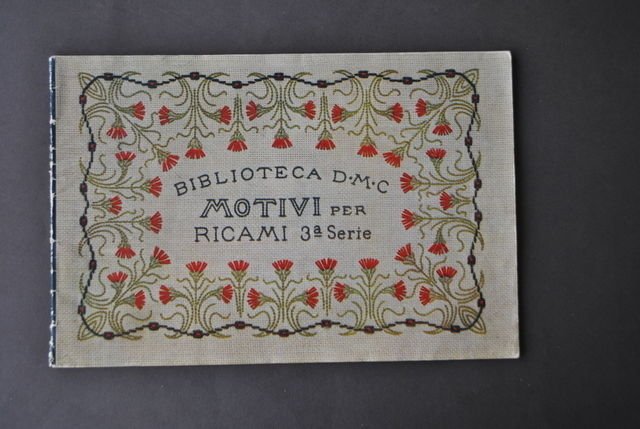 BIBLIOTECA D·M·C
MOTIVI PER
RICAMI 3ª Serie